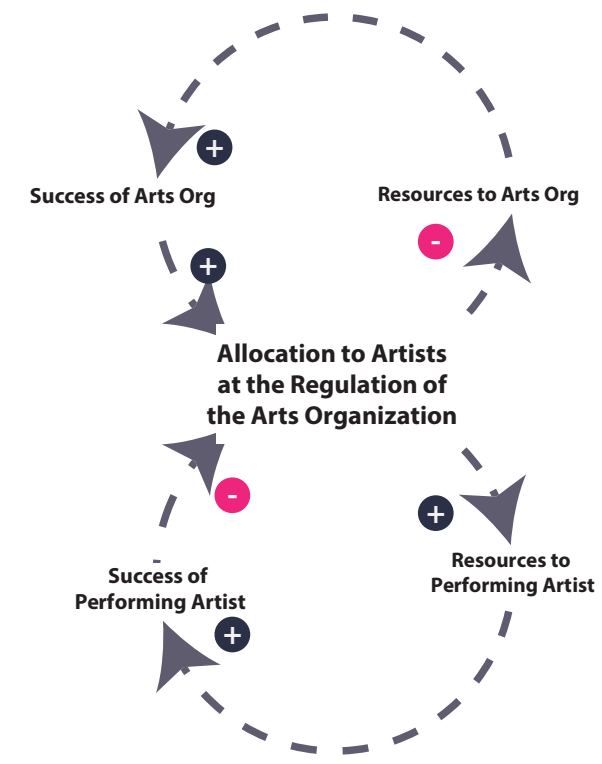 +
Success of Arts Org
Resources to Arts Org
-
+
Allocation to Artists
at the Regulation of
the Arts Organization
-
+
Resources to
Performing Artist
Success of
Performing Artist
+